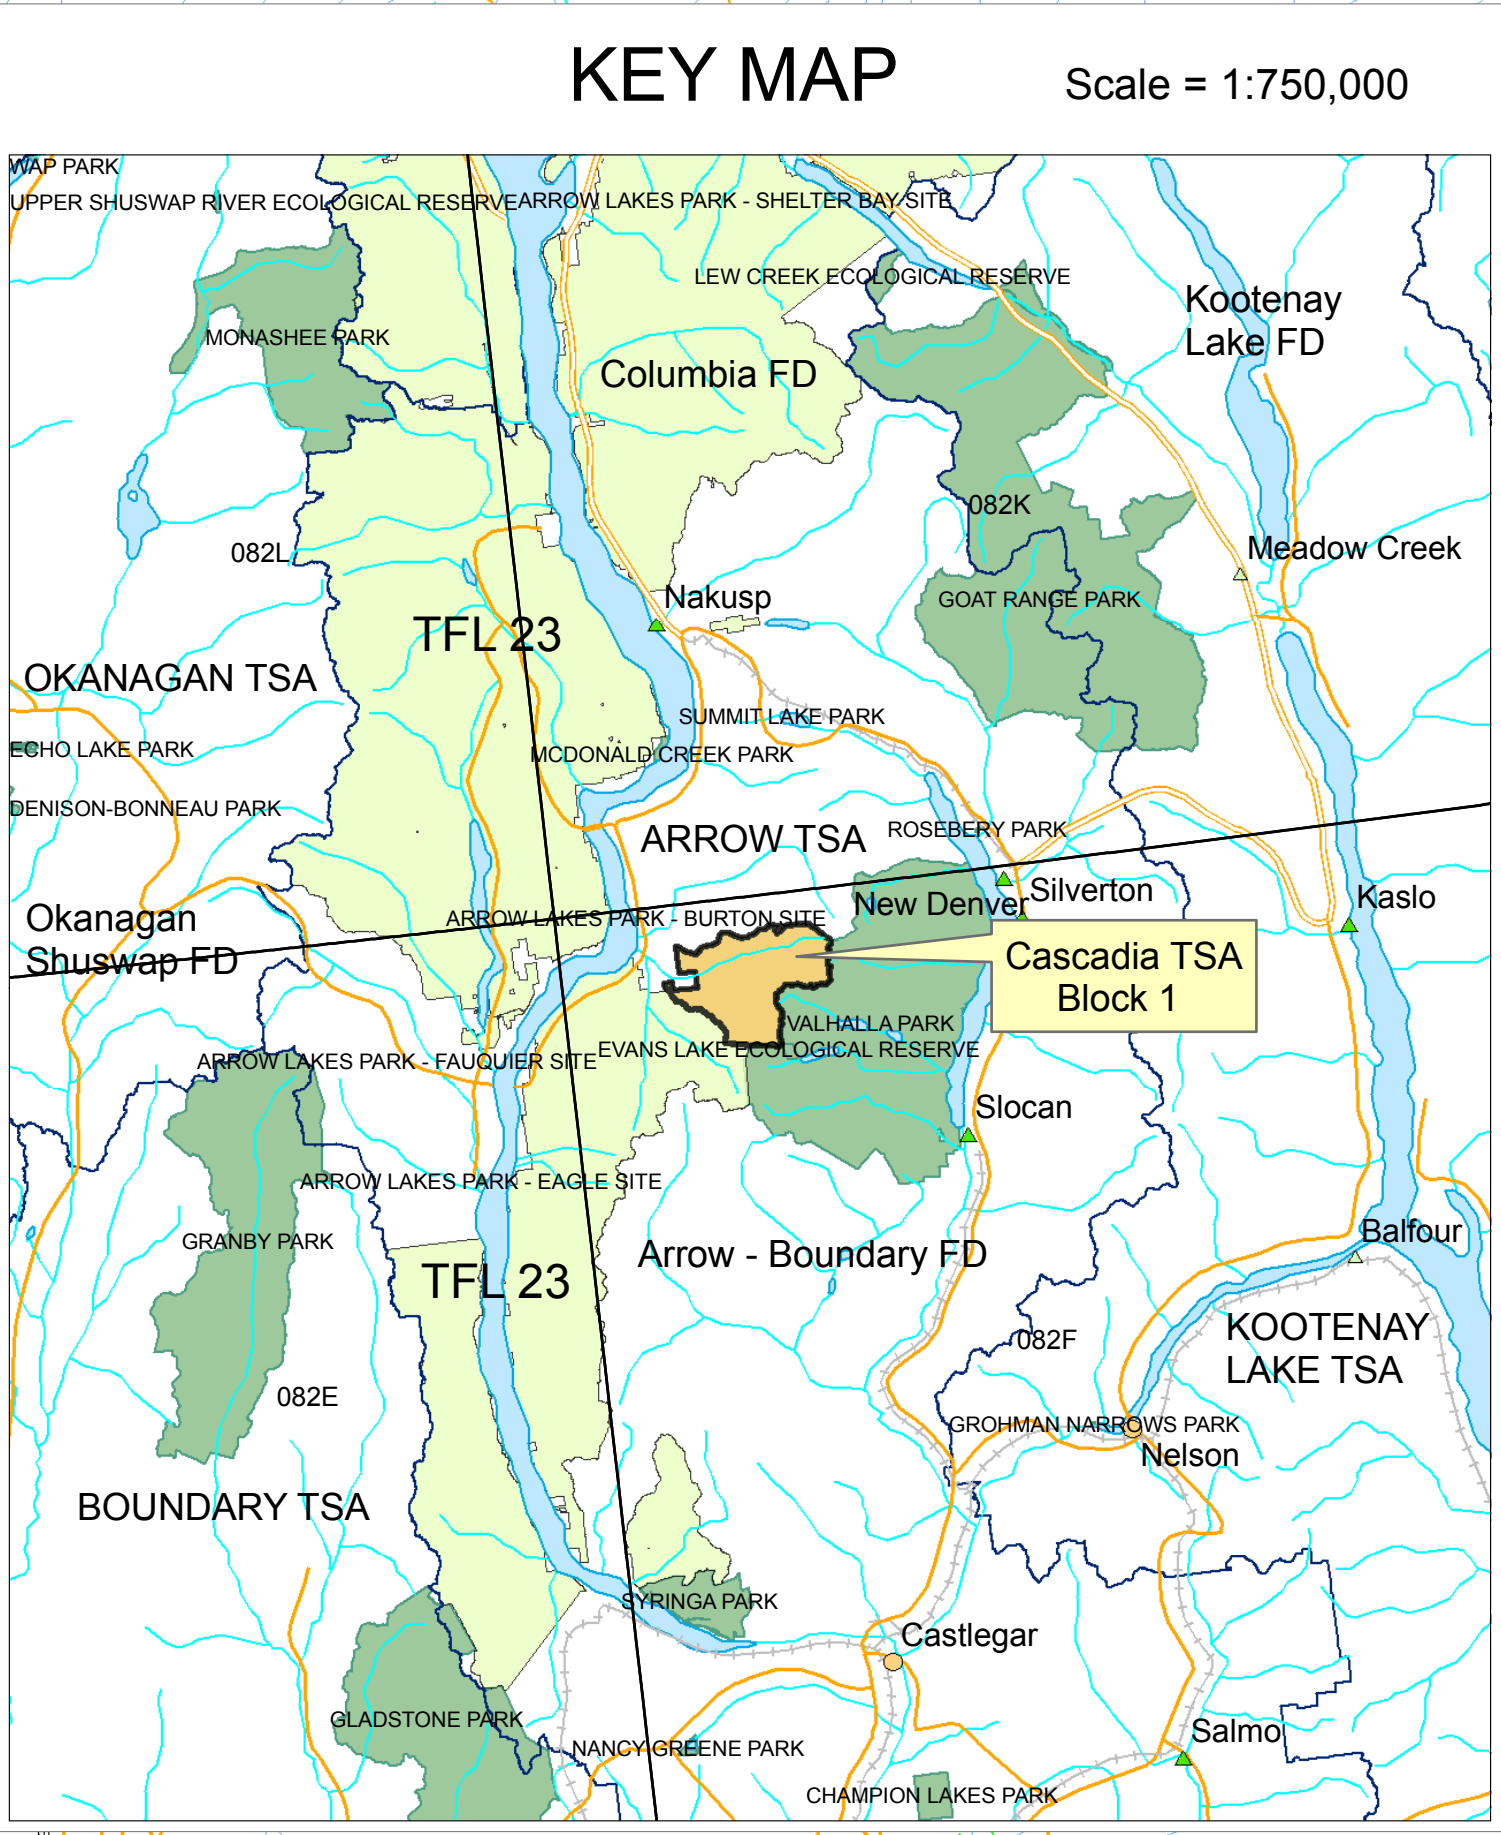 KEY MAP
Scale = 1:750,000
WAP PARK
UPPER SHUSWAP RIVER ECOLOGICAL RESERVE
ARROW LAKES PARK - SHELTER BAY SITE
LEW CREEK ECOLOGICAL RESERVE
Kootenay
Lake FD
MONASHEE PARK
Columbia FD
082K
082L
Meadow Creek
Nakusp
GOAT RANGE PARK
TFL 23
OKANAGAN TSA
SUMMIT LAKE PARK
ECHO LAKE PARK
MCDONALD CREEK PARK
DENISON-BONNEAU PARK
ARROW TSA
ROSEBERY PARK
Silverton
New Denver
Kaslo
Okanagan
Shuswap FD
ARROW LAKES PARK - BURTON SITE
Cascadia TSA
Block 1
VALHALLA PARK
EVANS LAKE ECOLOGICAL RESERVE
ARROW LAKES PARK - FAUQUIER SITE
Slocan
ARROW LAKES PARK - EAGLE SITE
GRANBY PARK
Arrow - Boundary FD
Balfour
TFL 23
KOOTENAY
LAKE TSA
082F
082E
GROHMAN NARROWS PARK
Nelson
BOUNDARY TSA
SYRINGA PARK
Castlegar
GLADSTONE PARK
NANCY GREENE PARK
Salmo
CHAMPION LAKES PARK